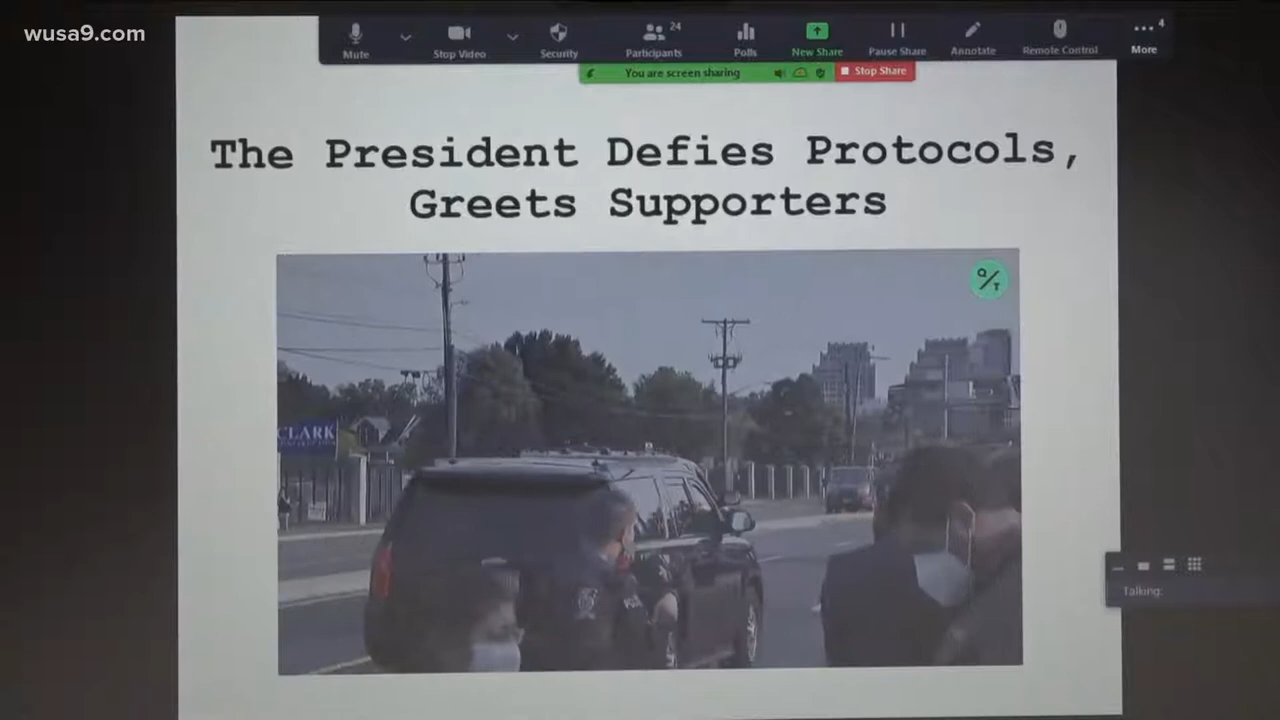 wusa9.com
24
4
Mute
Stop Video
Security
Participants
Polls
New Share
Pause Share
Annotate
Remote Control
More
You are screen sharing
Stop Share
The President Defies Protocols,
Greets Supporters
Q/T
CLARK
Talking: